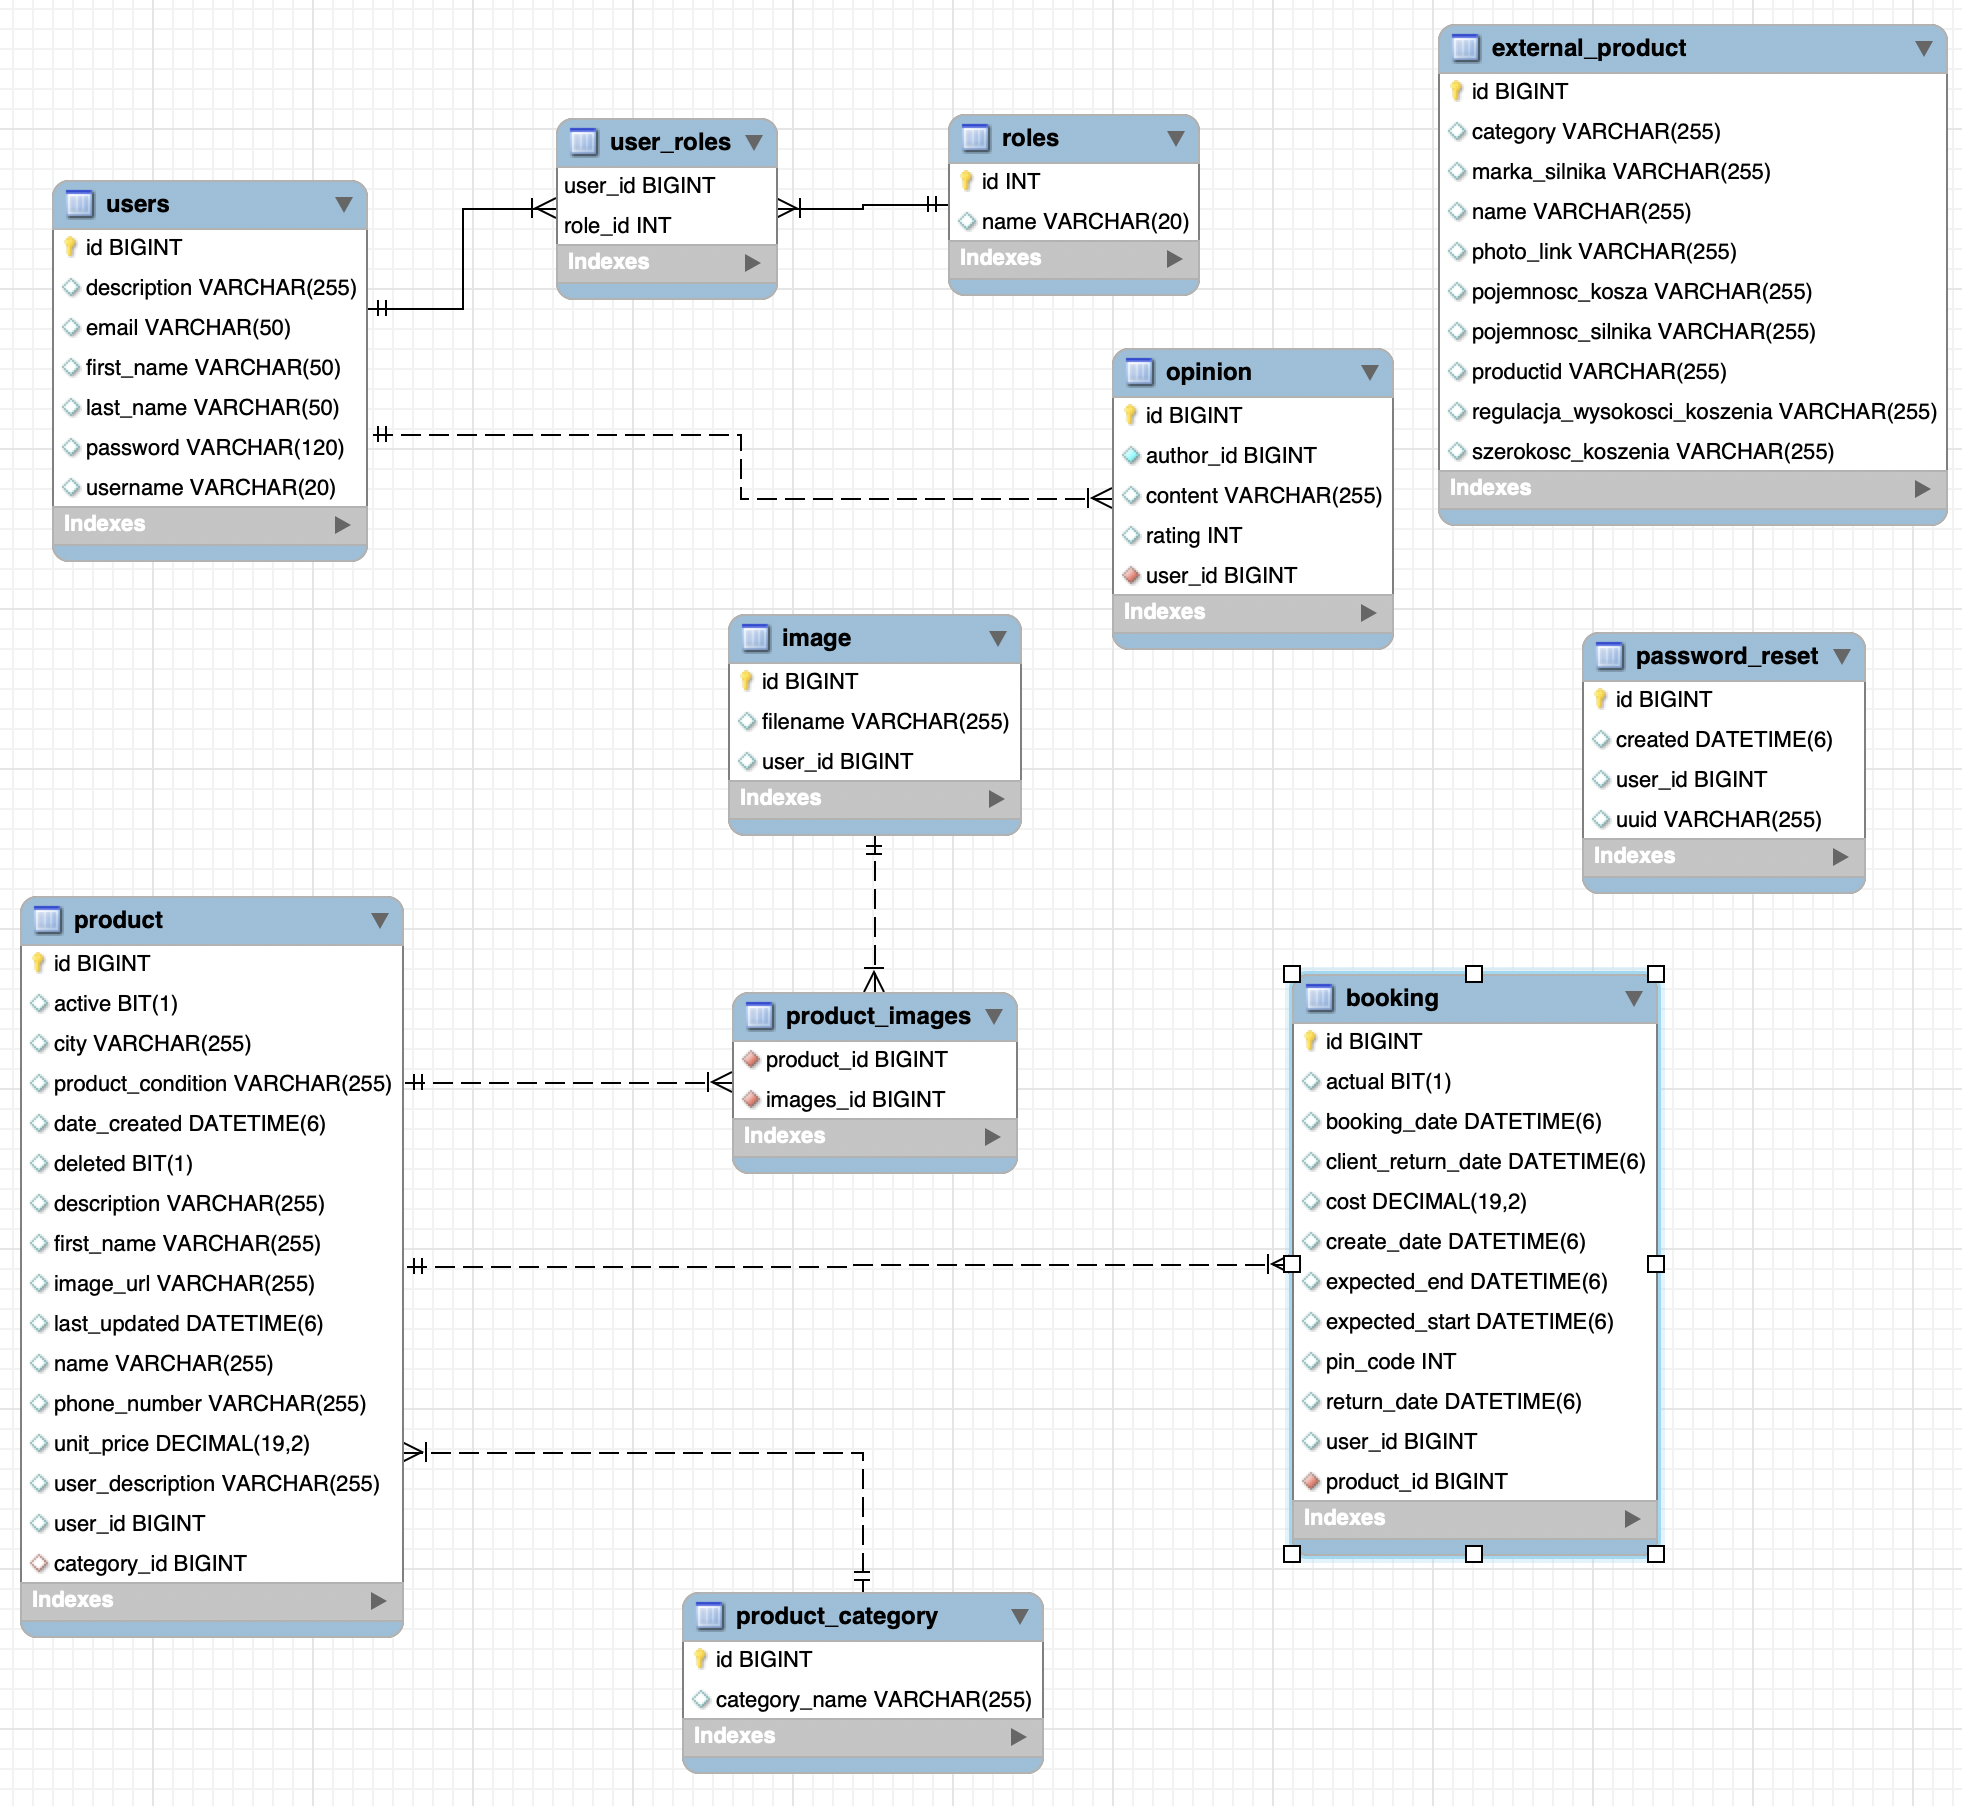 users
id BIGINT
description VARCHAR(255)
email VARCHAR(50)
first_name VARCHAR(50)
last_name VARCHAR(50)
password VARCHAR(120)
username VARCHAR(20)
Indexes
user_roles
user_id BIGINT
role_id INT
Indexes
roles
id INT
name VARCHAR(20)
Indexes
external_product
id BIGINT
category VARCHAR(255)
marka_silnika VARCHAR(255)
name VARCHAR(255)
photo_link VARCHAR(255)
pojemnosc_kosza VARCHAR(255)
pojemnosc_silnika VARCHAR(255)
productid VARCHAR(255)
regulacja_wysokosci_koszenia VARCHAR(255)
szerokosc_koszenia VARCHAR(255)
Indexes
opinion
id BIGINT
author_id BIGINT
content VARCHAR(255)
rating INT
user_id BIGINT
Indexes
image
id BIGINT
filename VARCHAR(255)
user_id BIGINT
Indexes
password_reset
id BIGINT
created DATETIME(6)
user_id BIGINT
uuid VARCHAR(255)
Indexes
product
id BIGINT
active BIT(1)
city VARCHAR(255)
product_condition VARCHAR(255)
date_created DATETIME(6)
deleted BIT(1)
description VARCHAR(255)
first_name VARCHAR(255)
image_url VARCHAR(255)
last_updated DATETIME(6)
name VARCHAR(255)
phone_number VARCHAR(255)
unit_price DECIMAL(19,2)
user_description VARCHAR(255)
user_id BIGINT
category_id BIGINT
Indexes
product_images
product_id BIGINT
images_id BIGINT
Indexes
booking
id BIGINT
actual BIT(1)
booking_date DATETIME(6)
client_return_date DATETIME(6)
cost DECIMAL(19,2)
create_date DATETIME(6)
expected_end DATETIME(6)
expected_start DATETIME(6)
pin_code INT
return_date DATETIME(6)
user_id BIGINT
product_id BIGINT
Indexes
product_category
id BIGINT
category_name VARCHAR(255)
Indexes